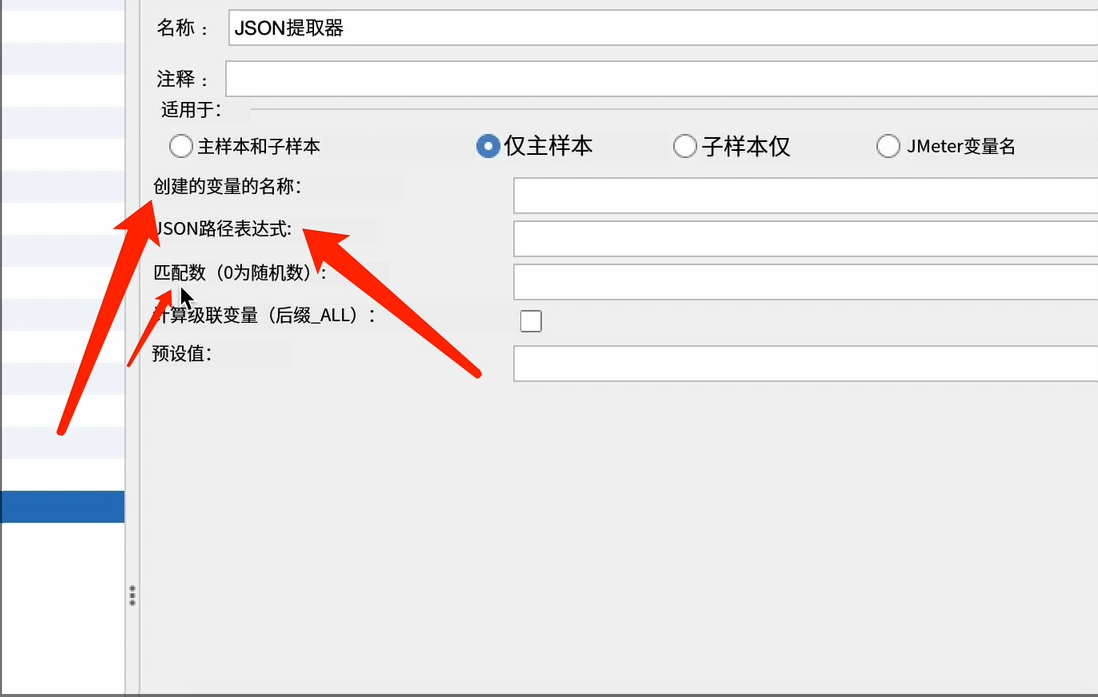 名称： JSON提取器
注释：
适用于：
主样本和子样本 仅主样本 子样本仅 JMeter变量名
创建的变量的名称：
JSON路径表达式:
匹配数（0为随机数）：
计算级联变量（后缀_ALL）：
预设值：